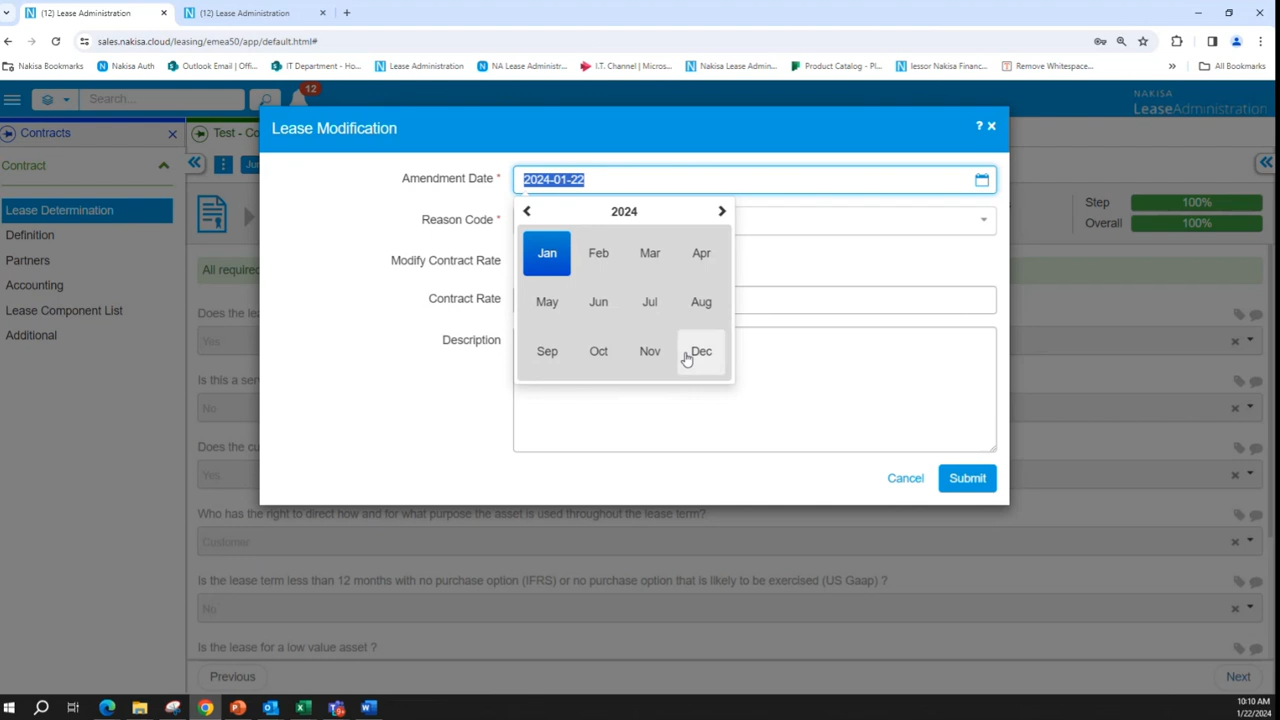 (12) Lease Administration
(12) Lease Administration
sales.nakisa.cloud/leasing/emea50/app/default.html#
Nakisa Bookmarks
Nakisa Auth
Outlook Email | Offi...
IT Department - Ho...
Lease Administration
NA Lease Administr...
I.T. Channel | Micros...
Nakisa Lease Admin...
Product Catalog - Pl...
lessor Nakisa Financ...
Remove Whitespace...
All Bookmarks
Search...
12
NAKISA
LeaseAdministration
Contracts
Test - Co
Contract
Lease Determination
Definition
Partners
Accounting
Lease Component List
Additional
Step 100%
Overall 100%
Lease Modification
?
Amendment Date * 2024-01-22
Reason Code *
Modify Contract Rate
Contract Rate
Description
2024
Jan Feb Mar Apr
May Jun Jul Aug
Sep Oct Nov Dec
Cancel Submit
All required
Does the lea
Yes
Is this a serv
No
Does the cu
Yes
Who has the right to direct how and for what purpose the asset is used throughout the lease term?
Customer
Is the lease term less than 12 months with no purchase option (IFRS) or no purchase option that is likely to be exercised (US Gaap) ?
No
Is the lease for a low value asset ?
Previous Next
10:10 AM
1/22/2024